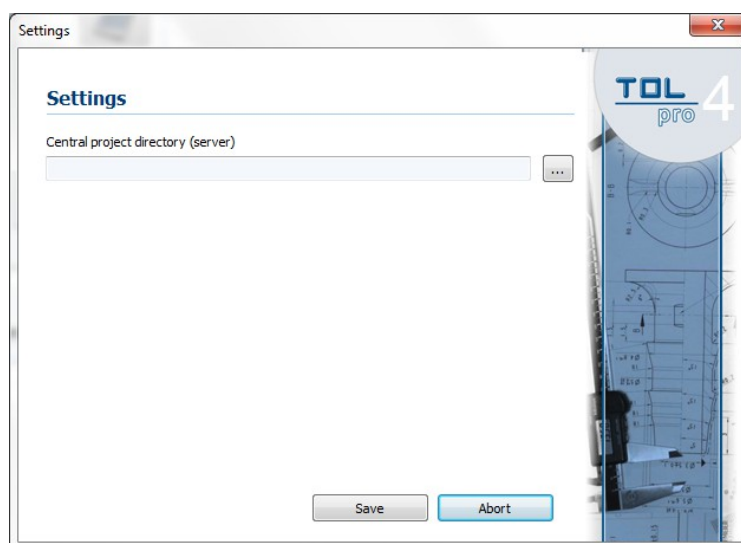 Settings
Settings
Central project directory (server)
...
Save
Abort
TOL
pro
4